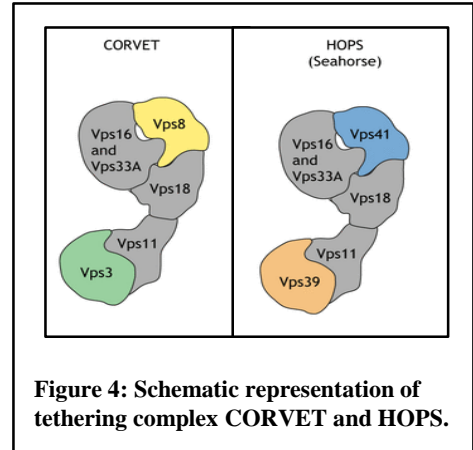 CORVET
Vps8
Vps16
and
Vps33A
Vps18
Vps11
Vps3
HOPS
(Seahorse)
Vps41
Vps16
and
Vps33A
Vps18
Vps11
Vps39
Figure 4: Schematic representation of
tethering complex CORVET and HOPS.